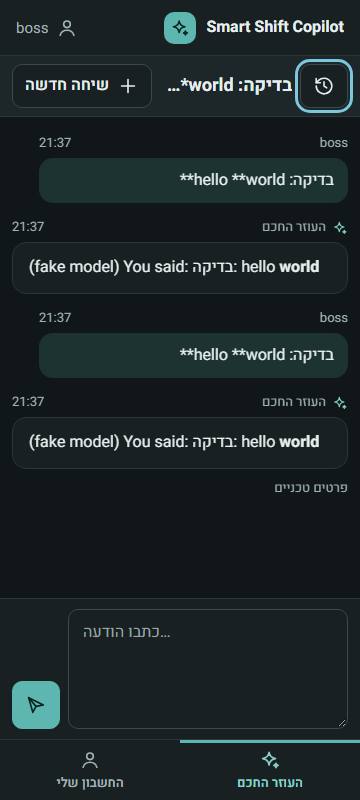 Smart Shift Copilot
boss
בדיקה: world*...
שיחה חדשה
boss
21:37
בדיקה: hello **world**
העוזר החכם
21:37
(fake model) You said: בדיקה: hello world
boss
21:37
בדיקה: hello **world**
העוזר החכם
21:37
(fake model) You said: בדיקה: hello world
פרטים טכניים
כתבו הודעה...
העוזר החכם
החשבון שלי